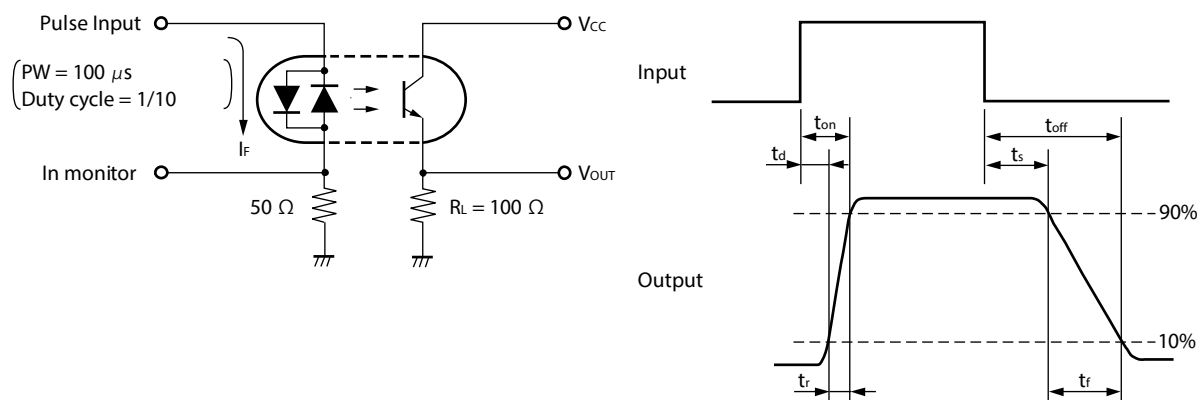 Pulse Input
PW = 100 μs
Duty cycle = 1/10
IF
In monitor
50 Ω
VCC
VOUT
RL = 100 Ω
Input
ton
toff
td
ts
90%
Output
10%
tr
tf